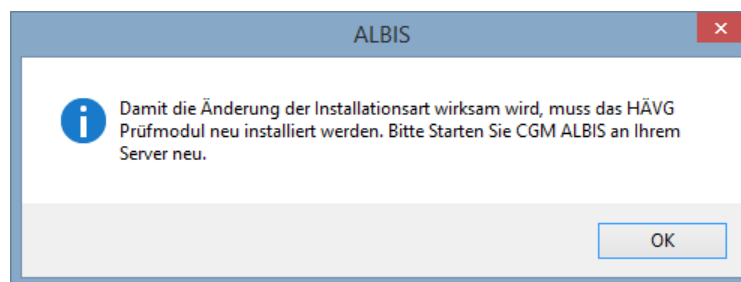 ALBIS
Damit die Änderung der Installationsart wirksam wird, muss das HÄVG
Prüfmodul neu installiert werden. Bitte Starten Sie CGM ALBIS an Ihrem
Server neu.
OK